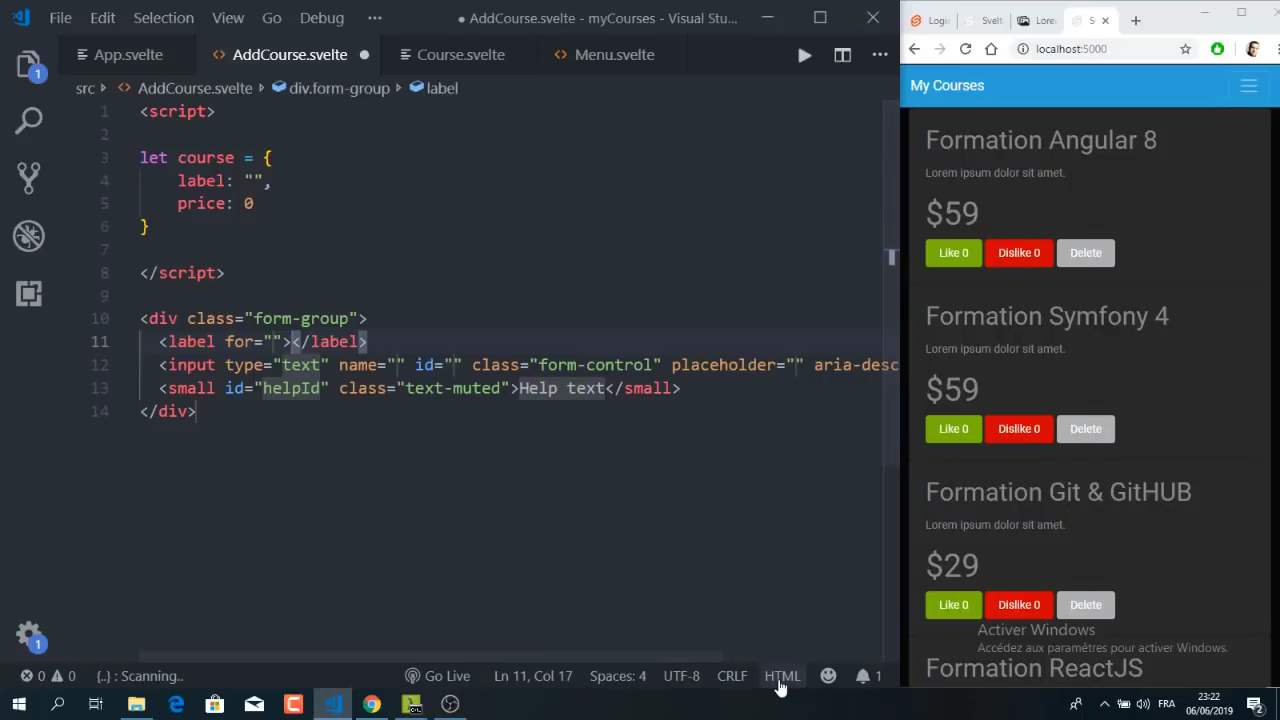 File Edit Selection View Go Debug ··· ● AddCourse.svelte - myCourses - Visual Stu...
App.svelte AddCourse.svelte Course.svelte Menu.svelte
src AddCourse.svelte div.form-group label
1 <script>
2
3 let course = {
4 label: "",
5 price: 0
6 }
7
8 </script>
9
10 <div class="form-group">
11 <label for=""></label>
12 <input type="text" name="" id="" class="form-control" placeholder="" aria-desc
13 <small id="helpId" class="text-muted">Help text</small>
14 </div>
1
1
0 0 {..} : Scanning.. Go Live Ln 11, Col 17 Spaces: 4 UTF-8 CRLF HTML 1
Svelt
localhost:5000
My Courses
Formation Angular 8
Lorem ipsum dolor sit amet.
$59
Like 0 Dislike 0 Delete
Formation Symfony 4
Lorem ipsum dolor sit amet.
$59
Like 0 Dislike 0 Delete
Formation Git & GitHUB
Lorem ipsum dolor sit amet.
$29
Like 0 Dislike 0 Delete
Activer Windows
Accédez aux paramètres pour activer Windows.
Formation ReactJS
FRA
23:22
06/06/2019
2